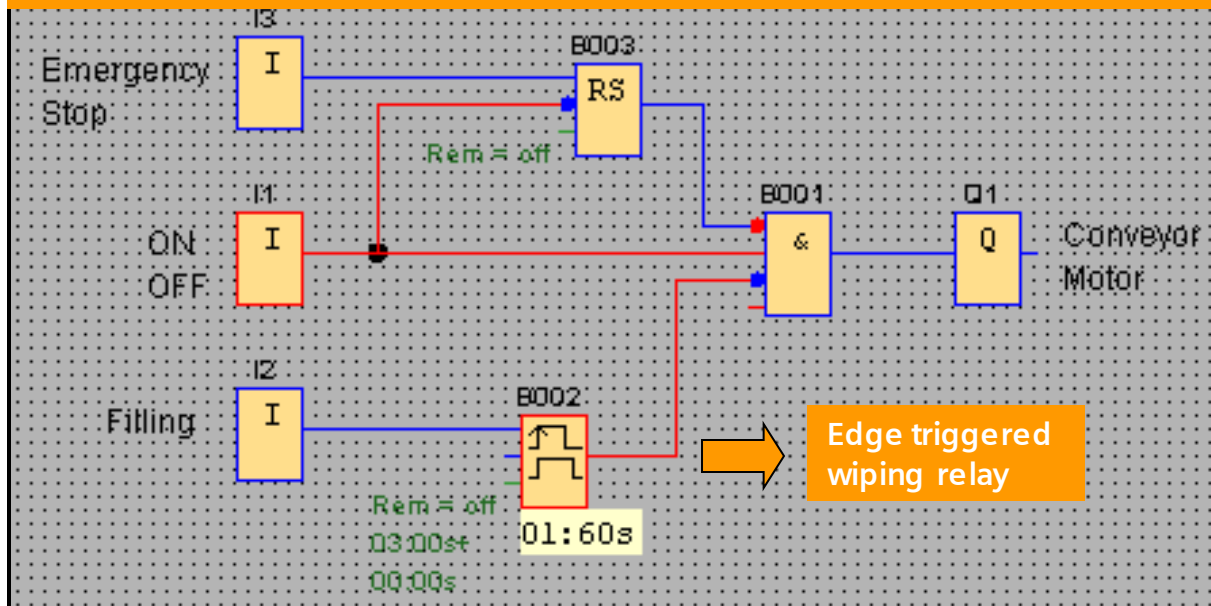 I3
I
B003
Emergency
Stop
RS
Rem = off
I1
I
ON
OFF
B001
&
Q1
Q
Conveyor
Motor
I2
I
Fitling
B002
Edge triggered
wiping relay
Rem = off
03:00s+
00:00s
01:60s